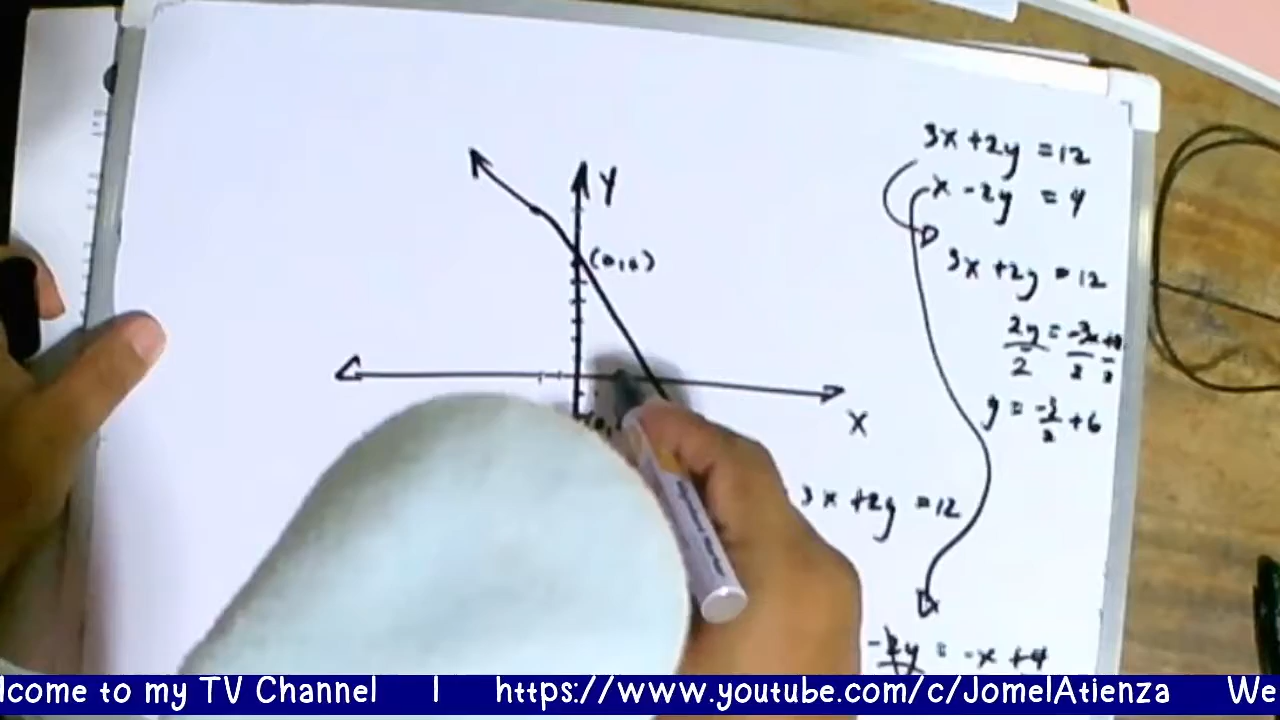 3x + 2y = 12
x - 2y = 4
Y
(0,6)
3x + 2y = 12
2y = -3x +
2 2 2
y = -3 + 6
2
X
3x + 2y = 12
-2y = -x + 4
lcome to my TV Channel | https://www.youtube.com/c/JomelAtienza We